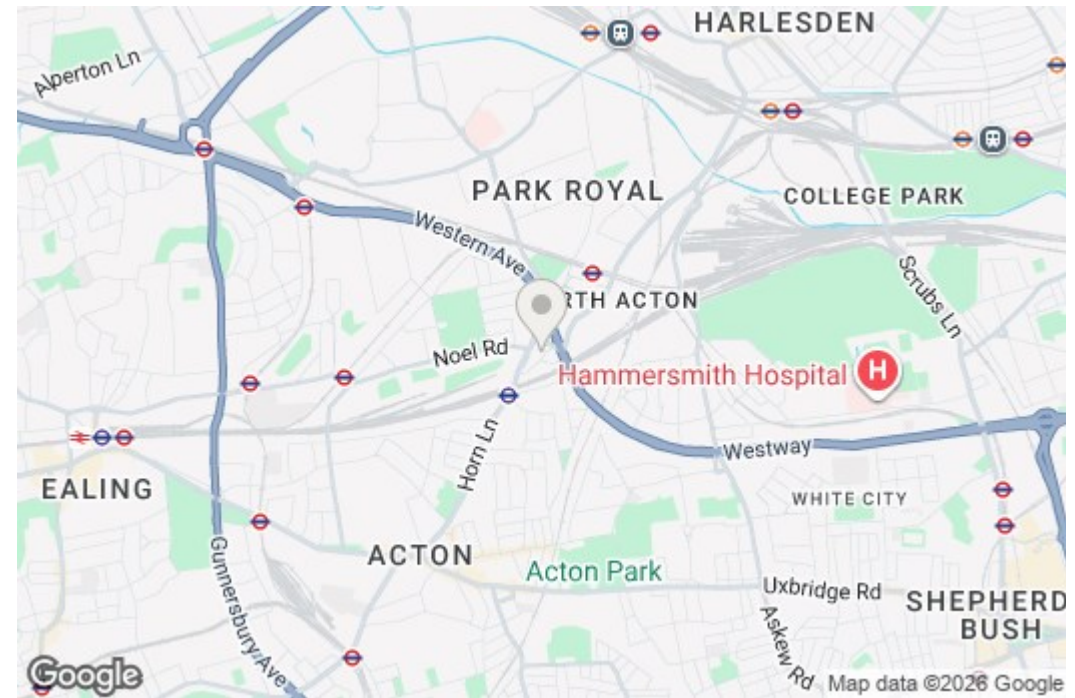 HARLESDEN
Alperton Ln
PARK ROYAL
COLLEGE PARK
Western Ave
Scrubs Ln
RTH ACTON
Noel Rd
Hammersmith Hospital
H
Horn Ln
Westway
EALING
WHITE CITY
ACTON
Acton Park
Gunnersbury Ave
Uxbridge Rd
SHEPHERD
BUSH
Askew Rd
Google
Map data ©2026 Google